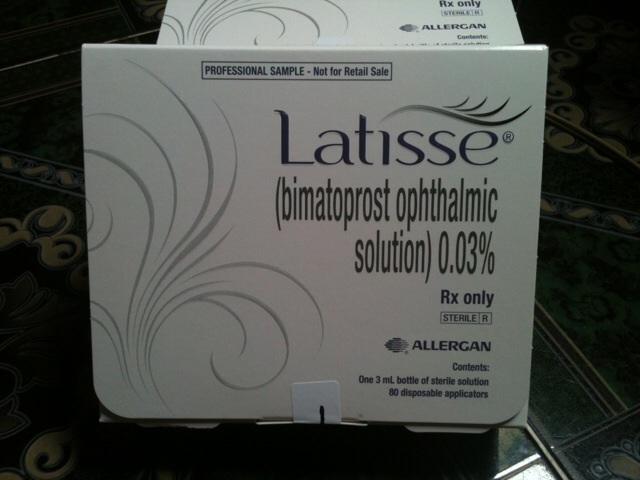 Rx only
STERILE R
ALLERGAN
Contents:
PROFESSIONAL SAMPLE - Not for Retail Sale
LATISSE®
(bimatoprost ophthalmic
solution) 0.03%
Rx only
STERILE R
ALLERGAN
Contents:
One 3 mL bottle of sterile solution
80 disposable applicators